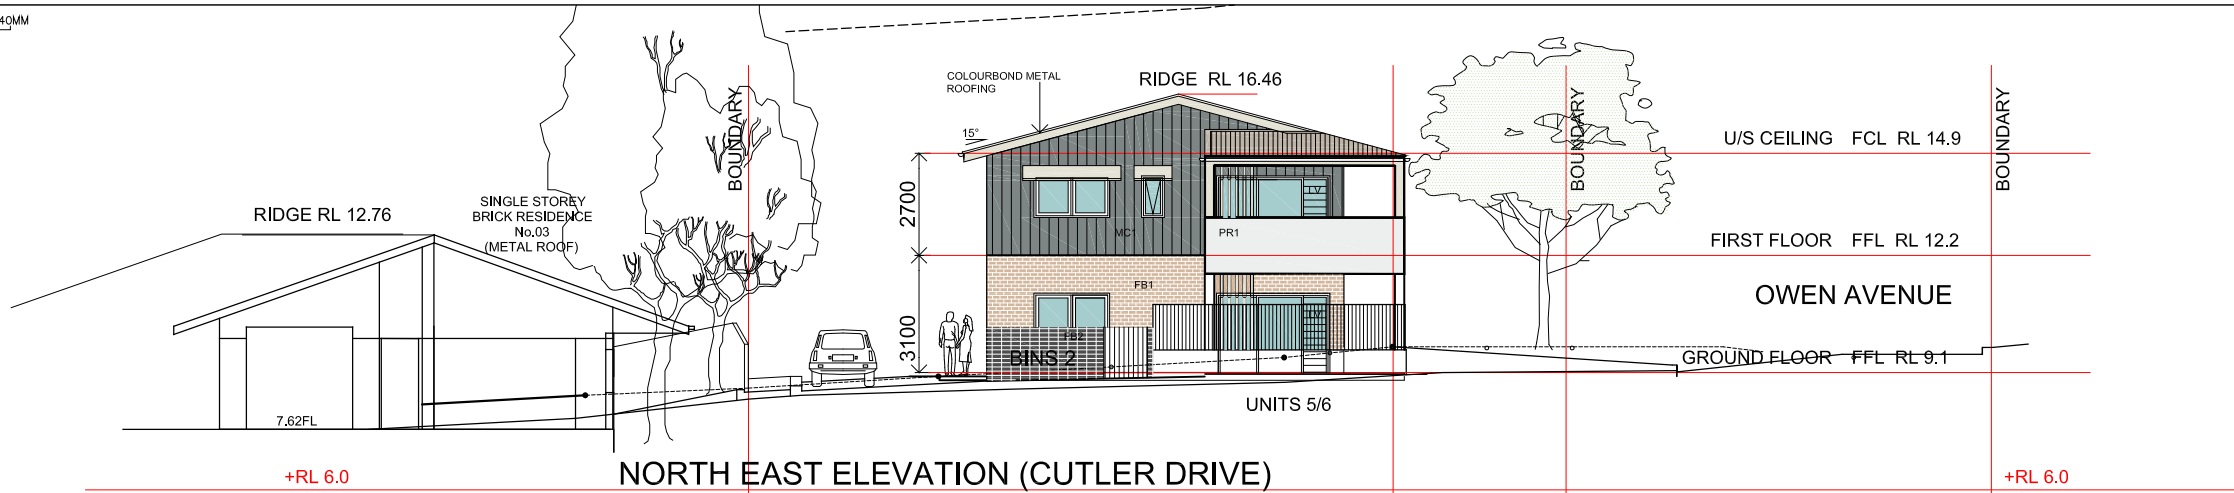 40MM
COLOURBOND METAL
ROOFING
RIDGE RL 16.46
15°
BOUNDARY
BOUNDARY
BOUNDARY
U/S CEILING FCL RL 14.9
2700
SINGLE STOREY
BRICK RESIDENCE
No.03
(METAL ROOF)
RIDGE RL 12.76
LV
MC1
PR1
FIRST FLOOR FFL RL 12.2
FB1
OWEN AVENUE
LV
3100
FB2
BINS 2
GROUND FLOOR FFL RL 9.1
UNITS 5/6
7.62FL
+RL 6.0
NORTH EAST ELEVATION (CUTLER DRIVE)
+RL 6.0